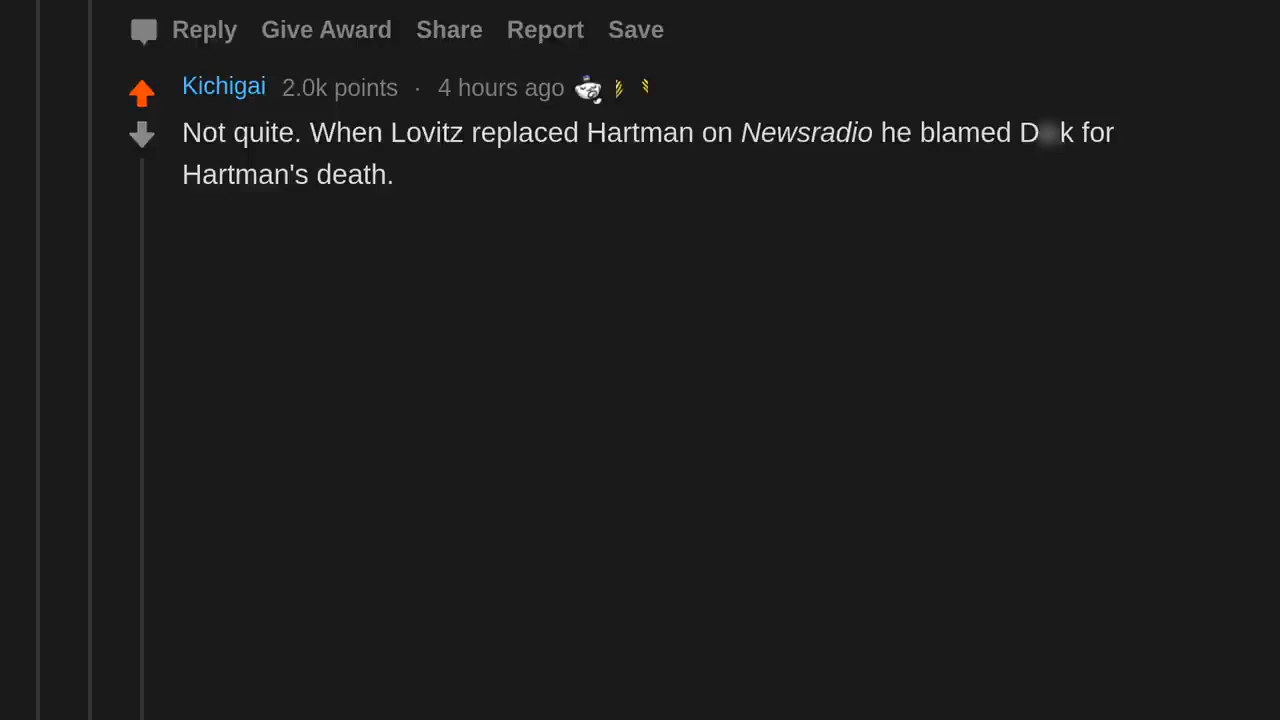 Reply Give Award Share Report Save
Kichigai 2.0k points · 4 hours ago
Not quite. When Lovitz replaced Hartman on Newsradio he blamed for
Hartman's death.